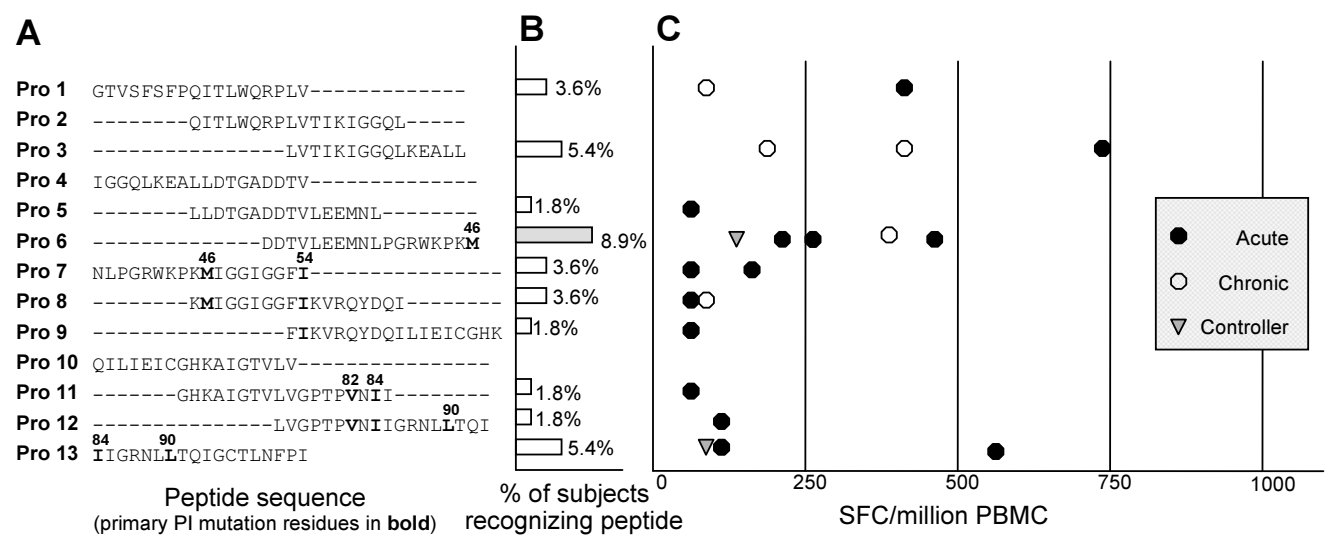 A
B
C
Pro 1 GTVSFSFPQITLWQRPLV------------- 3.6%
Pro 2 --------QITLWQRPLVTIKIGGQL-----
Pro 3 ----------------LVTIKIGGQLKEALL 5.4%
Pro 4 IGGQLKEALLDTGADDTV--------------
Pro 5 --------LLDTGADDTVLEEMNL-------- 1.8%
46
Pro 6 --------------DDTVLEEMNLPGRWKPKM 8.9%
46 54
Pro 7 NLPGRWKPKMIGGIGGFI---------------- 3.6%
Pro 8 --------KMIGGIGGFIKVRQYDQI-------- 3.6%
Pro 9 ----------------FIKVRQYDQILIEICGHK 1.8%
Pro 10 QILIEICGHKAIGTVLV----------------
82 84
Pro 11 -------GHKAIGTVLVGPTPVNII-------- 1.8%
90
Pro 12 ---------------LVGPTPVNIIGRNLLTQI 1.8%
84 90
Pro 13 IIGRNLLTQIGCTLNFPI 5.4%
Acute
Chronic
Controller
0 250 500 750 1000
Peptide sequence
(primary PI mutation residues in bold)
% of subjects
recognizing peptide
SFC/million PBMC